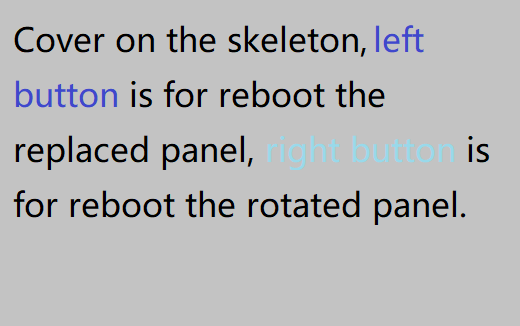 Cover on the skeleton, left
button is for reboot the
replaced panel, right button is
for reboot the rotated panel.